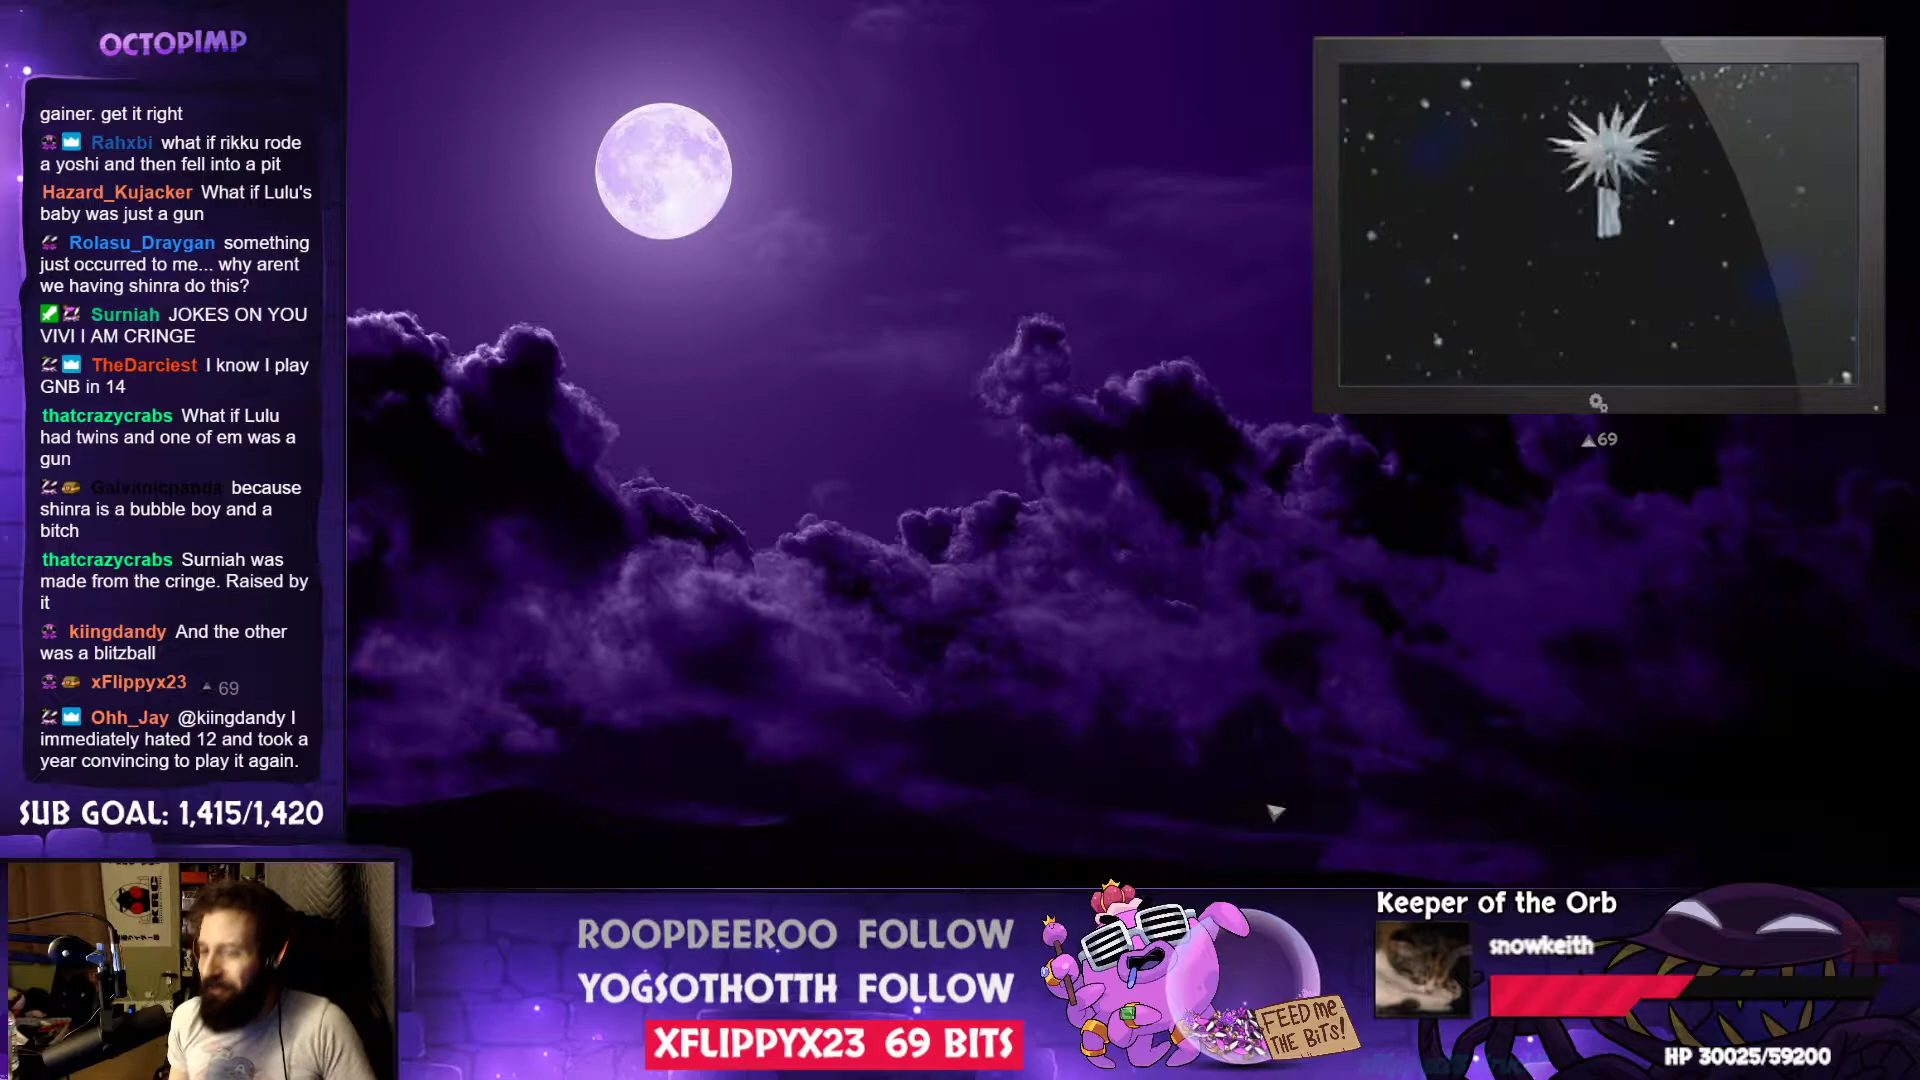 OCTOPIMP
gainer. get it right
Rahxbi what if rikku rode
a yoshi and then fell into a pit
Hazard_Kujacker What if Lulu's
baby was just a gun
Rolasu_Draygan something
just occurred to me... why arent
we having shinra do this?
Surniah JOKES ON YOU
VIVI I AM CRINGE
TheDarciest I know I play
GNB in 14
thatcrazycrabs What if Lulu
had twins and one of em was a
gun
Galvanicpanda because
shinra is a bubble boy and a
bitch
thatcrazycrabs Surniah was
made from the cringe. Raised by
it
kiingdandy And the other
was a blitzball
xFlippyx23 69
Ohh_Jay @kiingdandy I
immediately hated 12 and took a
year convincing to play it again.
SUB GOAL: 1,415/1,420
69
ROOPDEEROO FOLLOW
YOGSOTHOTTH FOLLOW
XFLIPPYX23 69 BITS
FEED ME
THE BITS!
Keeper of the Orb
snowkeith
HP 30025/59200